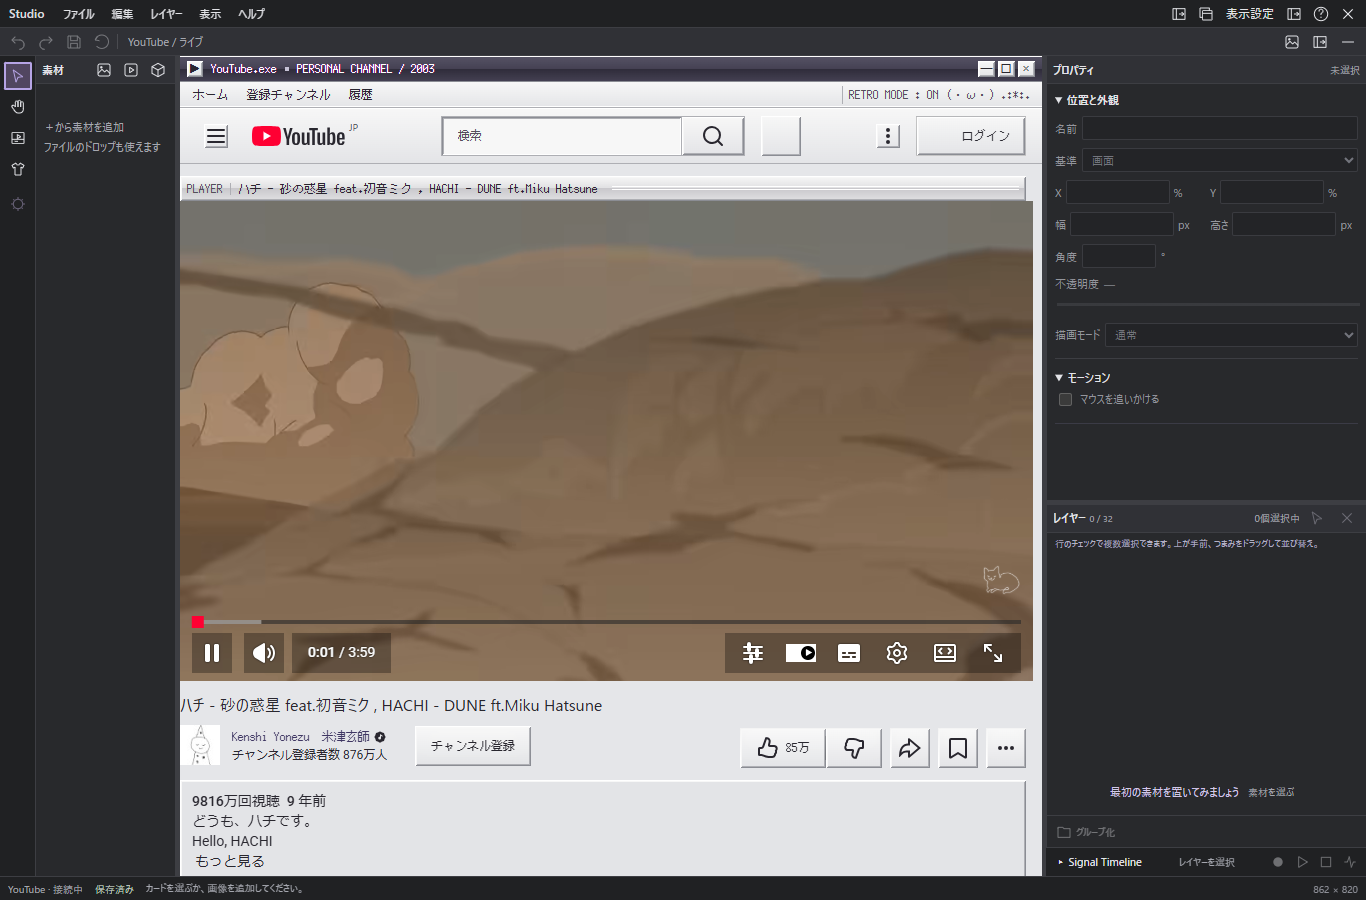 Studio ファイル 編集 レイヤー 表示 ヘルプ 表示設定
YouTube / ライブ
素材
＋から素材を追加
ファイルのドロップも使えます
YouTube.exe ▪ PERSONAL CHANNEL / 2003
ホーム 登録チャンネル 履歴 RETRO MODE : ON (・ω・) .:*:.
YouTube JP 検索 ログイン
PLAYER ハチ - 砂の惑星 feat.初音ミク , HACHI - DUNE ft.Miku Hatsune
0:01 / 3:59
ハチ - 砂の惑星 feat.初音ミク , HACHI - DUNE ft.Miku Hatsune
Kenshi Yonezu 米津玄師
チャンネル登録者数 876万人
チャンネル登録
85万
9816万回視聴 9 年前
どうも、ハチです。
Hello, HACHI
もっと見る
プロパティ 未選択
位置と外観
名前
基準 画面
X % Y %
幅 px 高さ px
角度 °
不透明度 —
描画モード 通常
モーション
マウスを追いかける
レイヤー 0 / 32 0個選択中
行のチェックで複数選択できます。上が手前、つまみをドラッグして並び替え。
最初の素材を置いてみましょう 素材を選ぶ
グループ化
Signal Timeline レイヤーを選択
YouTube · 接続中 保存済み カードを選ぶか、画像を追加してください。 862 × 820